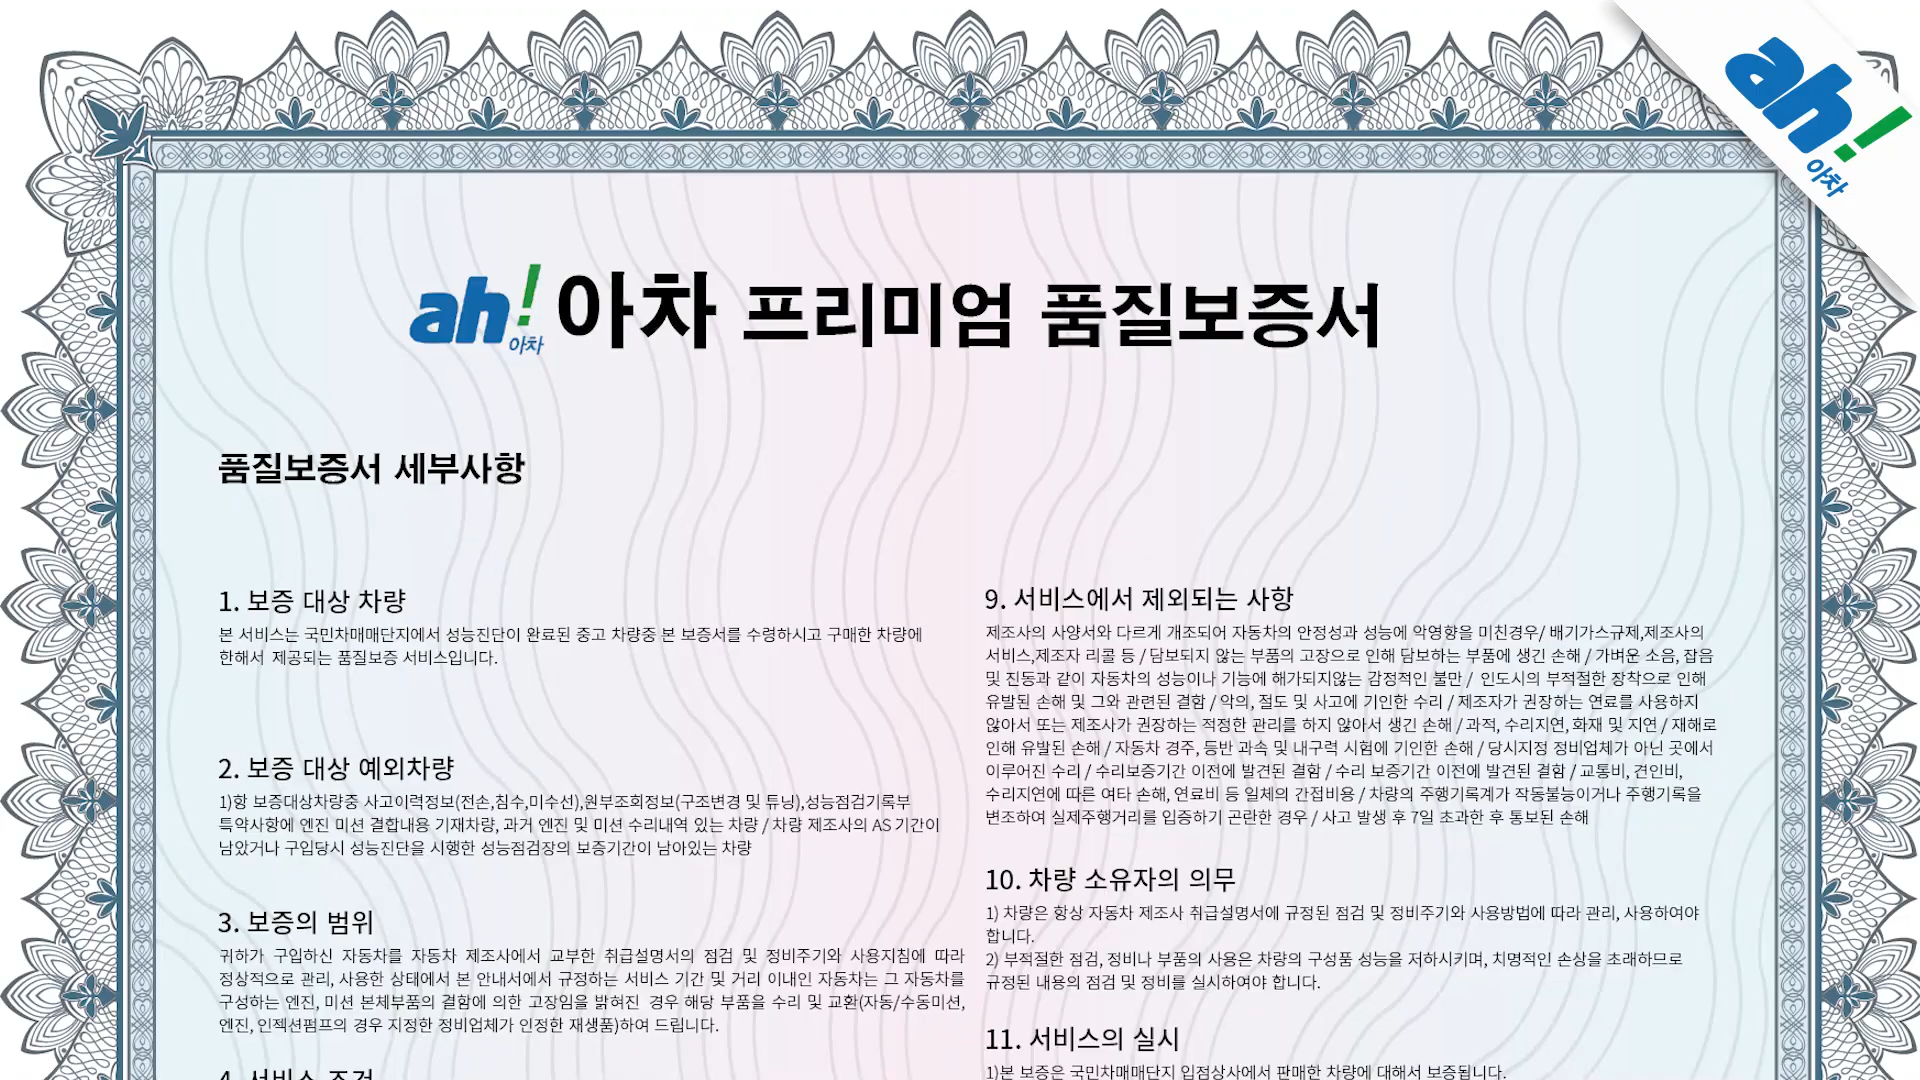 ah!
아차
ah!
아차
아차 프리미엄 품질보증서
품질보증서 세부사항
1. 보증 대상 차량
본 서비스는 국민차매매단지에서 성능진단이 완료된 중고 차량중 본 보증서를 수령하시고 구매한 차량에
한해서 제공되는 품질보증 서비스입니다.
2. 보증 대상 예외차량
1)항 보증대상차량중 사고이력정보(전손,침수,미수선),원부조회정보(구조변경 및 튜닝),성능점검기록부
특약사항에 엔진 미션 결합내용 기재차량, 과거 엔진 및 미션 수리내역 있는 차량 / 차량 제조사의 AS 기간이
남았거나 구입당시 성능진단을 시행한 성능점검장의 보증기간이 남아있는 차량
3. 보증의 범위
귀하가 구입하신 자동차를 자동차 제조사에서 교부한 취급설명서의 점검 및 정비주기와 사용지침에 따라
정상적으로 관리, 사용한 상태에서 본 안내서에서 규정하는 서비스 기간 및 거리 이내인 자동차는 그 자동차를
구성하는 엔진, 미션 본체부품의 결함에 의한 고장임을 밝혀진 경우 해당 부품을 수리 및 교환(자동/수동미션,
엔진, 인젝션펌프의 경우 지정한 정비업체가 인정한 재생품)하여 드립니다.
4. 서비스 조건
9. 서비스에서 제외되는 사항
제조사의 사양서와 다르게 개조되어 자동차의 안정성과 성능에 악영향을 미친경우/ 배기가스규제,제조사의
서비스,제조자 리콜 등 / 담보되지 않는 부품의 고장으로 인해 담보하는 부품에 생긴 손해 / 가벼운 소음, 잡음
및 진동과 같이 자동차의 성능이나 기능에 해가되지않는 감정적인 불만 / 인도시의 부적절한 장착으로 인해
유발된 손해 및 그와 관련된 결함 / 악의, 절도 및 사고에 기인한 수리 / 제조자가 권장하는 연료를 사용하지
않아서 또는 제조사가 권장하는 적정한 관리를 하지 않아서 생긴 손해 / 과적, 수리지연, 화재 및 지연 / 재해로
인해 유발된 손해 / 자동차 경주, 등반 과속 및 내구력 시험에 기인한 손해 / 당시지정 정비업체가 아닌 곳에서
이루어진 수리 / 수리보증기간 이전에 발견된 결함 / 수리 보증기간 이전에 발견된 결함 / 교통비, 견인비,
수리지연에 따른 여타 손해, 연료비 등 일체의 간접비용 / 차량의 주행기록계가 작동불능이거나 주행기록을
변조하여 실제주행거리를 입증하기 곤란한 경우 / 사고 발생 후 7일 초과한 후 통보된 손해
10. 차량 소유자의 의무
1) 차량은 항상 자동차 제조사 취급설명서에 규정된 점검 및 정비주기와 사용방법에 따라 관리, 사용하여야
합니다.
2) 부적절한 점검, 정비나 부품의 사용은 차량의 구성품 성능을 저하시키며, 치명적인 손상을 초래하므로
규정된 내용의 점검 및 정비를 실시하여야 합니다.
11. 서비스의 실시
1)본 보증은 국민차매매단지 입점상사에서 판매한 차량에 대해서 보증됩니다.